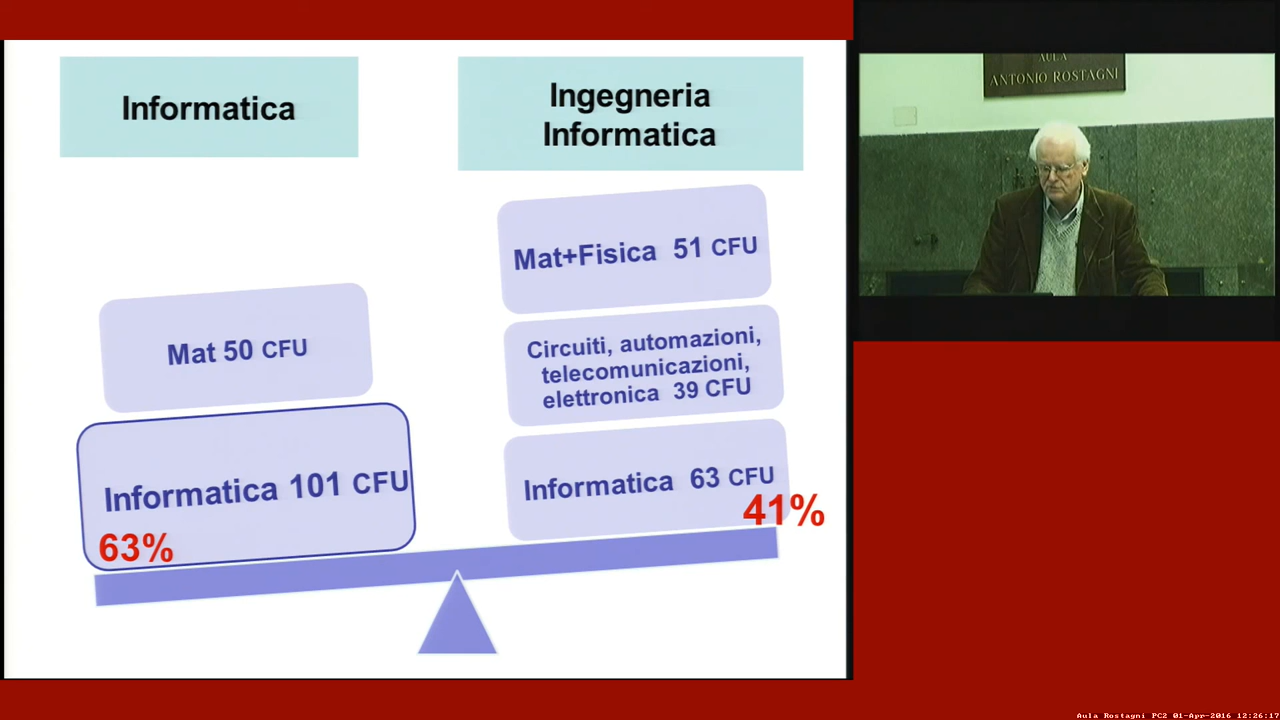 Informatica
Ingegneria
Informatica
Mat 50 CFU
Informatica 101 CFU
63%
Mat+Fisica 51 CFU
Circuiti, automazioni,
telecomunicazioni,
elettronica 39 CFU
Informatica 63 CFU
41%
AULA
ANTONIO ROSTAGNI
Aula Rostagni PC2 01-Apr-2016 12:26:17